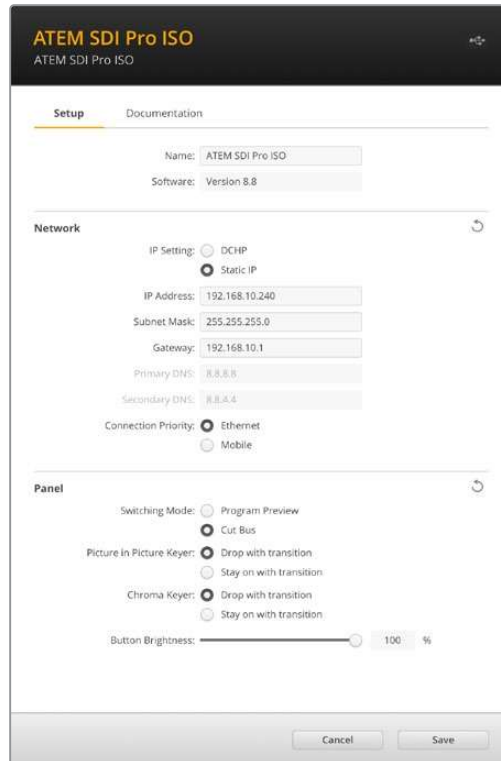 ATEM SDI Pro ISO
ATEM SDI Pro ISO
Setup Documentation
Name: ATEM SDI Pro ISO
Software: Version 8.8
Network
IP Setting: DCHP
Static IP
IP Address: 192.168.10.240
Subnet Mask: 255.255.255.0
Gateway: 192.168.10.1
Primary DNS: 8.8.8.8
Secondary DNS: 8.8.4.4
Connection Priority: Ethernet
Mobile
Panel
Switching Mode: Program Preview
Cut Bus
Picture in Picture Keyer: Drop with transition
Stay on with transition
Chroma Keyer: Drop with transition
Stay on with transition
Button Brightness: 100 %
Cancel Save